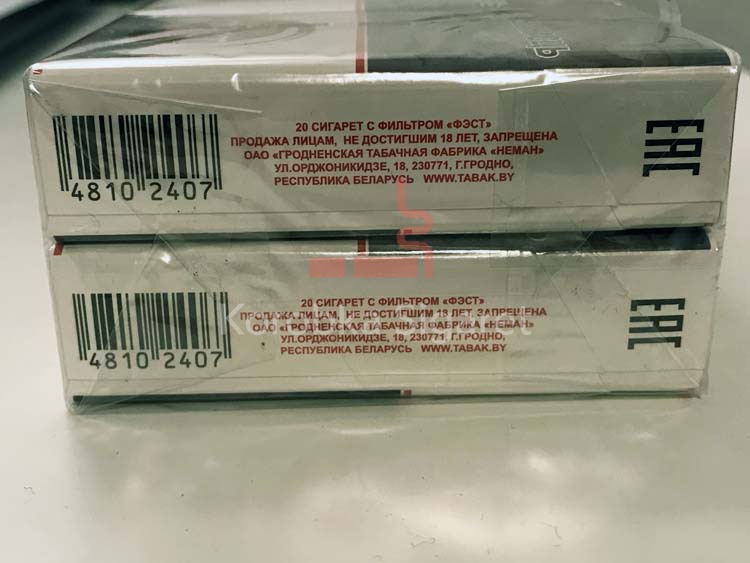 20 СИГАРЕТ С ФИЛЬТРОМ «ФЭСТ»
ПРОДАЖА ЛИЦАМ, НЕ ДОСТИГШИМ 18 ЛЕТ, ЗАПРЕЩЕНА
ОАО «ГРОДНЕНСКАЯ ТАБАЧНАЯ ФАБРИКА «НЕМАН»
УЛ.ОРДЖОНИКИДЗЕ, 18, 230771, Г.ГРОДНО,
РЕСПУБЛИКА БЕЛАРУСЬ WWW.TABAK.BY
4810 2407
EAC
20 СИГАРЕТ С ФИЛЬТРОМ «ФЭСТ»
ПРОДАЖА ЛИЦАМ, НЕ ДОСТИГШИМ 18 ЛЕТ, ЗАПРЕЩЕНА
ОАО «ГРОДНЕНСКАЯ ТАБАЧНАЯ ФАБРИКА «НЕМАН»
УЛ.ОРДЖОНИКИДЗЕ, 18, 230771, Г.ГРОДНО,
РЕСПУБЛИКА БЕЛАРУСЬ WWW.TABAK.BY
4810 2407
EAC